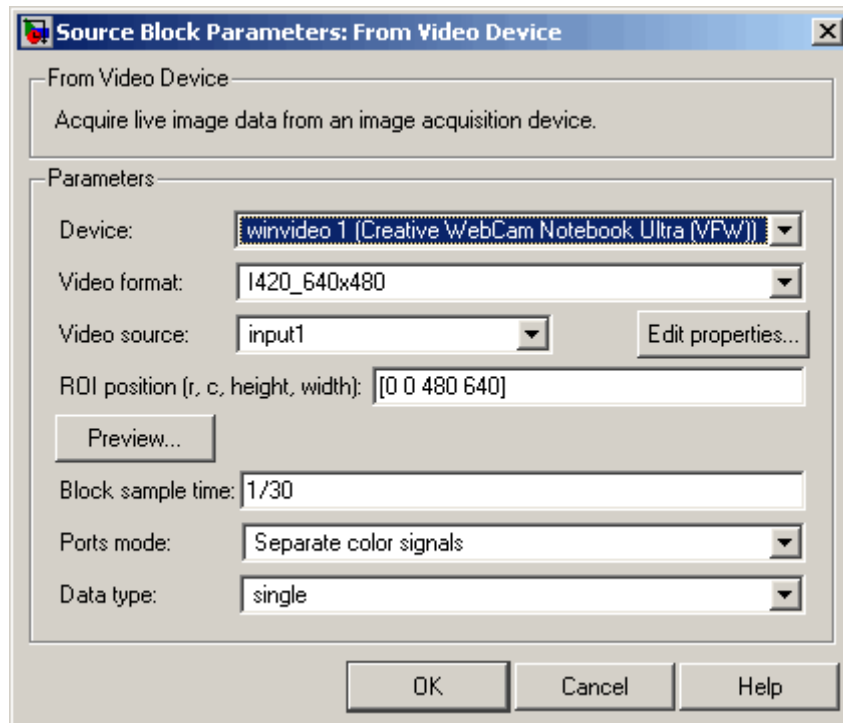 Source Block Parameters: From Video Device
From Video Device
Acquire live image data from an image acquisition device.
Parameters
Device: winvideo 1 (Creative WebCam Notebook Ultra (VFW))
Video format: I420_640x480
Video source: input1 Edit properties...
ROI position (r, c, height, width): [0 0 480 640]
Preview...
Block sample time: 1/30
Ports mode: Separate color signals
Data type: single
OK Cancel Help